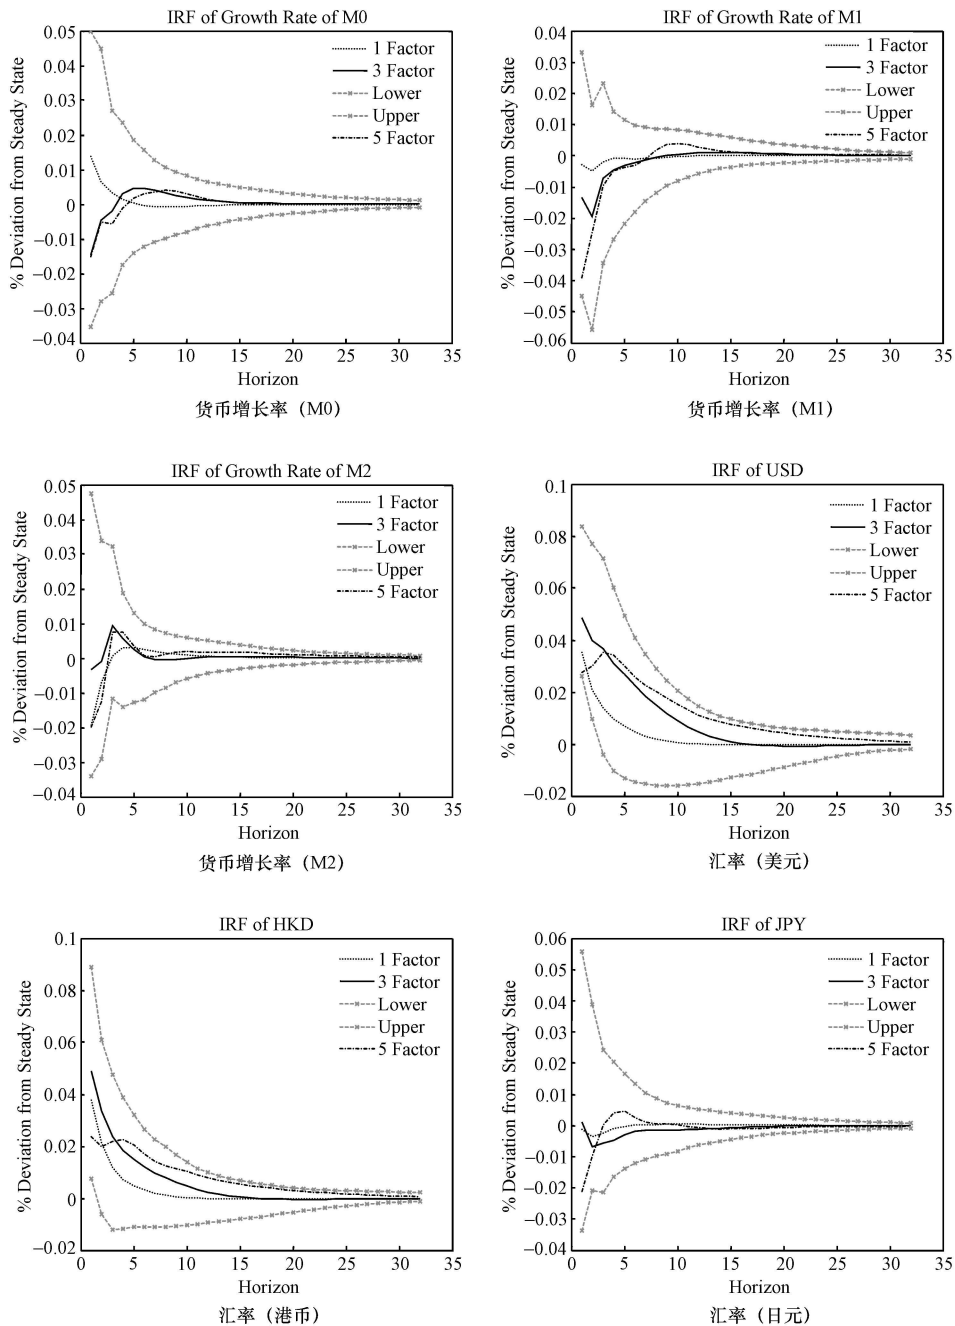 IRF of Growth Rate of M0
% Deviation from Steady State
0.05
0.04
0.03
0.02
0.01
0
−0.01
−0.02
−0.03
−0.04
1 Factor
3 Factor
Lower
Upper
5 Factor
0 5 10 15 20 25 30 35
Horizon
货币增长率（M0）
IRF of Growth Rate of M1
% Deviation from Steady State
0.04
0.03
0.02
0.01
0
−0.01
−0.02
−0.03
−0.04
−0.05
−0.06
1 Factor
3 Factor
Lower
Upper
5 Factor
0 5 10 15 20 25 30 35
Horizon
货币增长率（M1）
IRF of Growth Rate of M2
% Deviation from Steady State
0.05
0.04
0.03
0.02
0.01
0
−0.01
−0.02
−0.03
−0.04
1 Factor
3 Factor
Lower
Upper
5 Factor
0 5 10 15 20 25 30 35
Horizon
货币增长率（M2）
IRF of USD
% Deviation from Steady State
0.1
0.08
0.06
0.04
0.02
0
−0.02
1 Factor
3 Factor
Lower
Upper
5 Factor
0 5 10 15 20 25 30 35
Horizon
汇率（美元）
IRF of HKD
% Deviation from Steady State
0.1
0.08
0.06
0.04
0.02
0
−0.02
1 Factor
3 Factor
Lower
Upper
5 Factor
0 5 10 15 20 25 30 35
Horizon
汇率（港币）
IRF of JPY
% Deviation from Steady State
0.06
0.05
0.04
0.03
0.02
0.01
0
−0.01
−0.02
−0.03
−0.04
1 Factor
3 Factor
Lower
Upper
5 Factor
0 5 10 15 20 25 30 35
Horizon
汇率（日元）